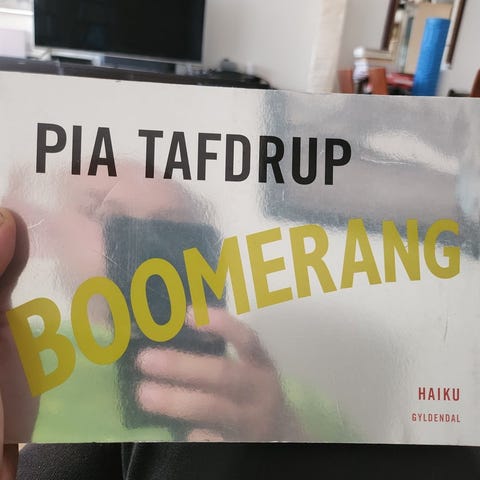 PIA TAFDRUP
BOOMERANG
HAIKU
GYLDENDAL